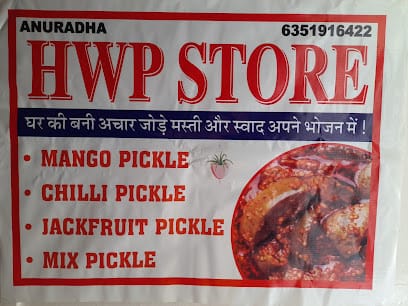 ANURADHA 6351916422
HWP STORE
घर की बनी अचार जोड़े मस्ती और स्वाद अपने भोजन में !
• MANGO PICKLE
• CHILLI PICKLE
• JACKFRUIT PICKLE
• MIX PICKLE